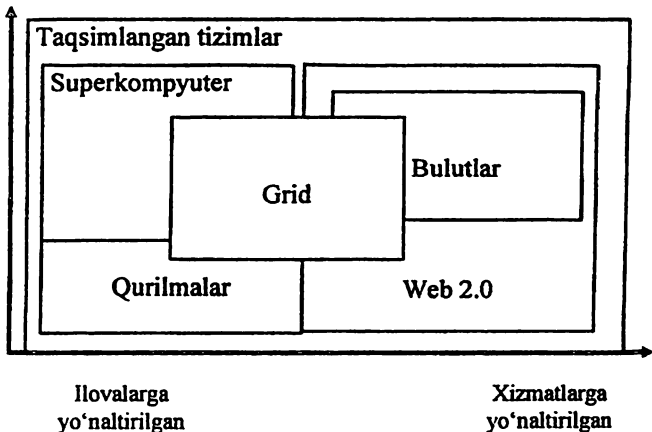 Taqsimlangan tizimlar
Superkompyuter
Bulutlar
Grid
Qurilmalar
Web 2.0
Ilovalarga
yo‘naltirilgan
Xizmatlarga
yo‘naltirilgan